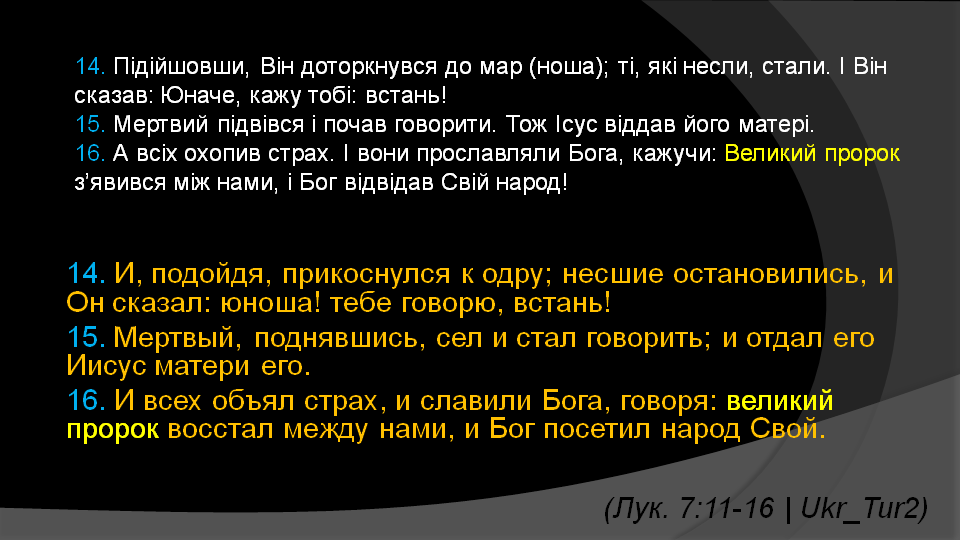 14. Підійшовши, Він доторкнувся до мар (ноша); ті, які несли, стали. І Він
сказав: Юначе, кажу тобі: встань!
15. Мертвий підвівся і почав говорити. Тож Ісус віддав його матері.
16. А всіх охопив страх. І вони прославляли Бога, кажучи: Великий пророк
з’явився між нами, і Бог відвідав Свій народ!
14. И, подойдя, прикоснулся к одру; несшие остановились, и
Он сказал: юноша! тебе говорю, встань!
15. Мертвый, поднявшись, сел и стал говорить; и отдал его
Иисус матери его.
16. И всех объял страх, и славили Бога, говоря: великий
пророк восстал между нами, и Бог посетил народ Свой.
(Лук. 7:11-16 | Ukr_Tur2)